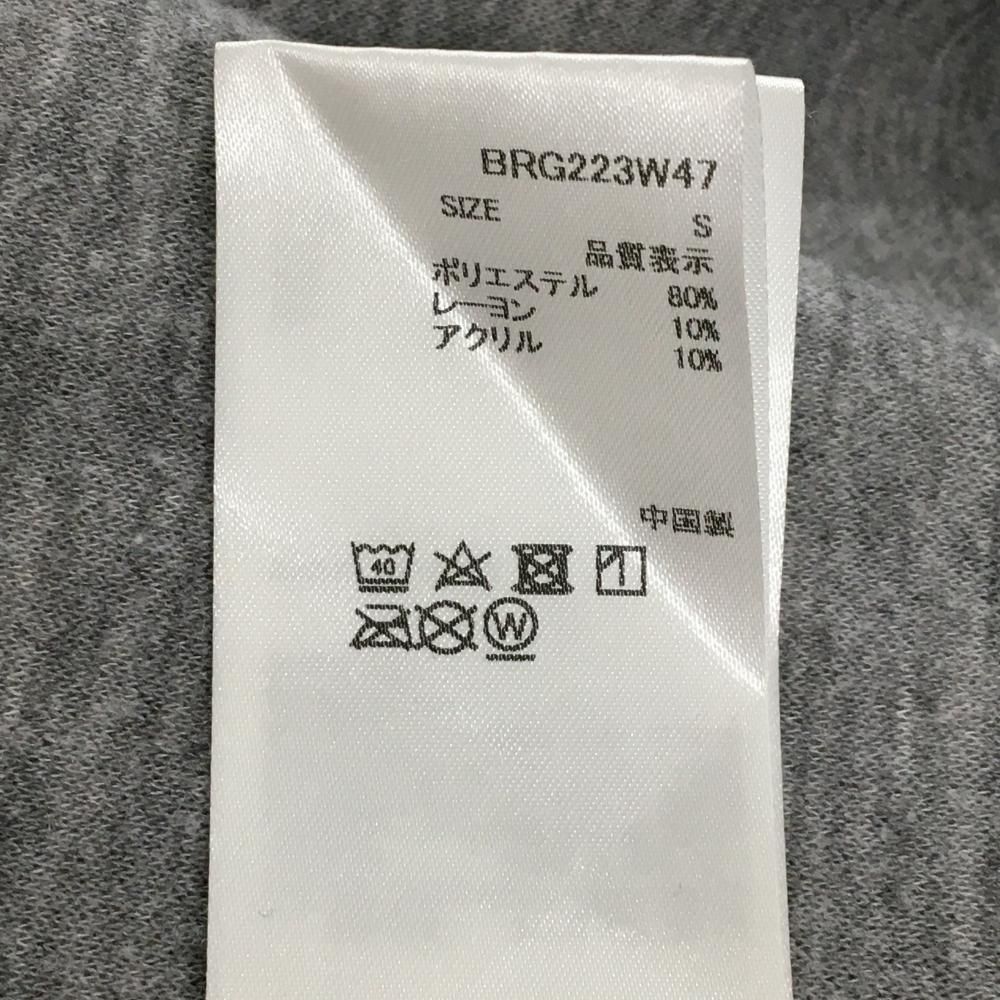 BRG223W47
SIZE S
品質表示
ポリエステル 80%
レーヨン 10%
アクリル 10%
中国製
40
W